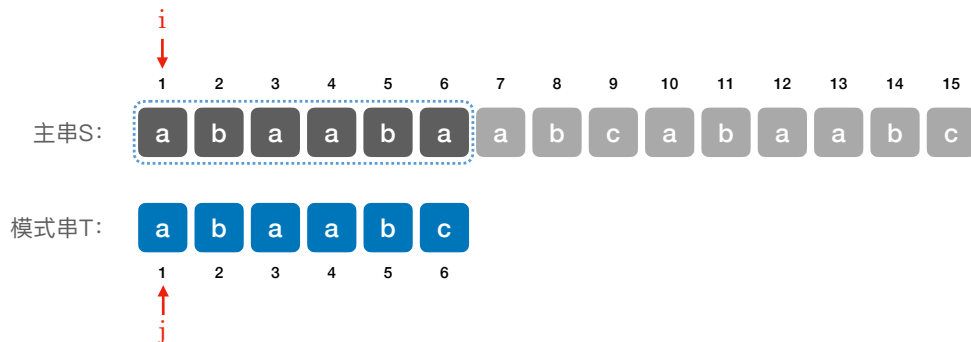 i
1 2 3 4 5 6 7 8 9 10 11 12 13 14 15
主串S: a b a a b a a b c a b a a b c
模式串T: a b a a b c
1 2 3 4 5 6
j